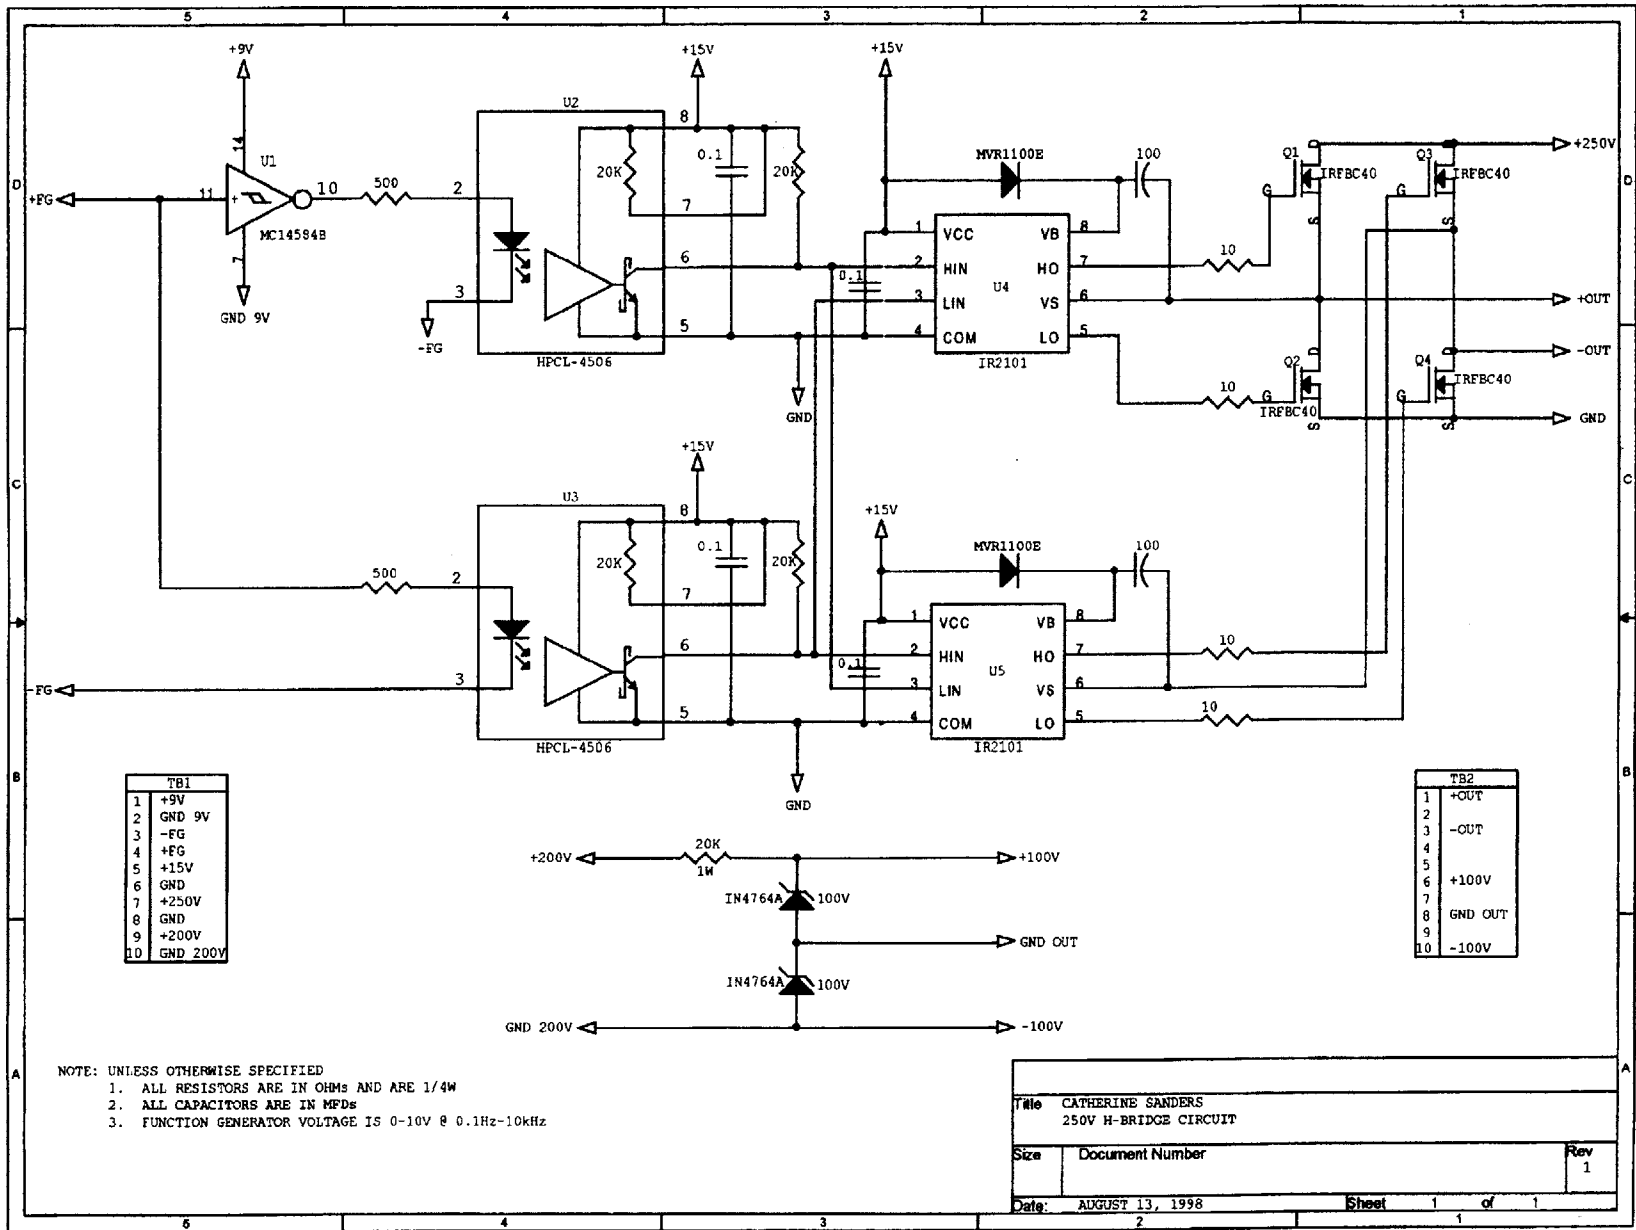 5 4 3 2 1
+9V
+15V
+15V
U2
8
14
U1
0.1
MVR1100E
100
Q1
D
Q3
D
+250V
D
D
20K
20K
IRFBC40
IRFBC40
+FG
11
+
10
500
2
7
G
G
MC14584B
1
VCC
VB
8
S
S
10
7
6
2
HIN
HO
7
0.1
U4
3
3
LIN
VS
6
+OUT
GND 9V
5
4
COM
LO
5
-FG
-OUT
HPCL-4506
IR2101
D
D
Q2
Q4
10
IRFBC40
G
G
IRFBC40
GND
S
S
GND
+15V
C
C
U3
8
+15V
0.1
MVR1100E
100
20K
20K
500
2
7
1
VCC
VB
8
10
6
2
HIN
HO
7
0.1
U5
-FG
3
3
LIN
VS
6
10
5
4
COM
LO
5
HPCL-4506
IR2101
B
B
TB1
1 +9V
2 GND 9V
3 -FG
4 +FG
5 +15V
6 GND
7 +250V
8 GND
9 +200V
10 GND 200V
GND
TB2
1 +OUT
2
3 -OUT
4
5
6 +100V
7
8 GND OUT
9
10 -100V
20K
+200V
+100V
1W
IN4764A
100V
GND OUT
IN4764A
100V
GND 200V
-100V
A
A
NOTE: UNLESS OTHERWISE SPECIFIED
1. ALL RESISTORS ARE IN OHMs AND ARE 1/4W
2. ALL CAPACITORS ARE IN MFDs
3. FUNCTION GENERATOR VOLTAGE IS 0-10V @ 0.1Hz-10kHz
Title CATHERINE SANDERS
250V H-BRIDGE CIRCUIT
Size Document Number Rev
1
Date: AUGUST 13, 1998 Sheet 1 of 1
5 4 3 2 1